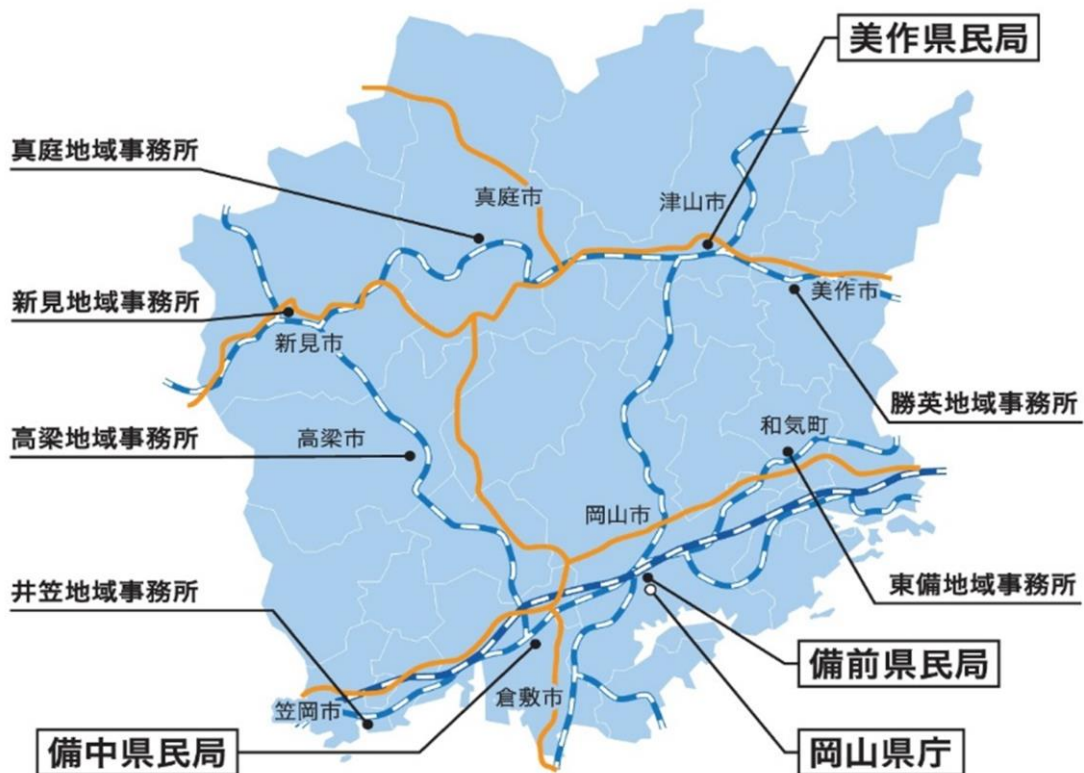 美作県民局
真庭地域事務所
真庭市
津山市
新見地域事務所
美作市
新見市
勝英地域事務所
高梁地域事務所
高梁市
和気町
岡山市
井笠地域事務所
東備地域事務所
備前県民局
笠岡市
倉敷市
備中県民局
岡山県庁